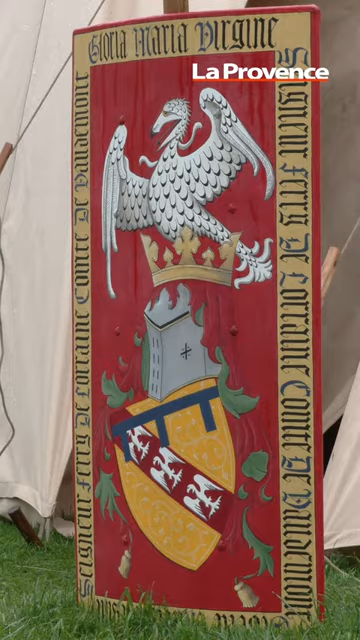 Gloria Maria Virgine
La Provence
Seigneur Ferry De Lorraine Comte De Vaudemont
Seigneur Ferry De Lorraine Comte De Vaudemont